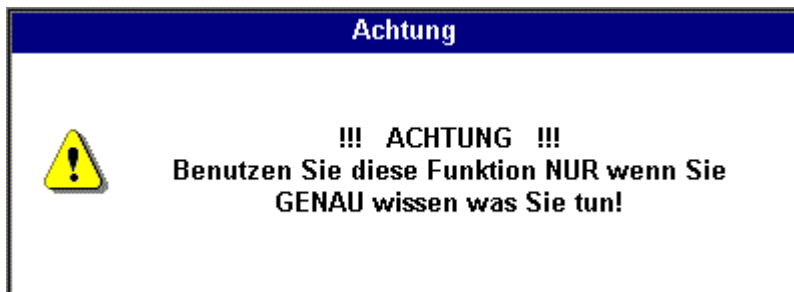 Achtung
!!! ACHTUNG !!!
Benutzen Sie diese Funktion NUR wenn Sie
GENAU wissen was Sie tun!